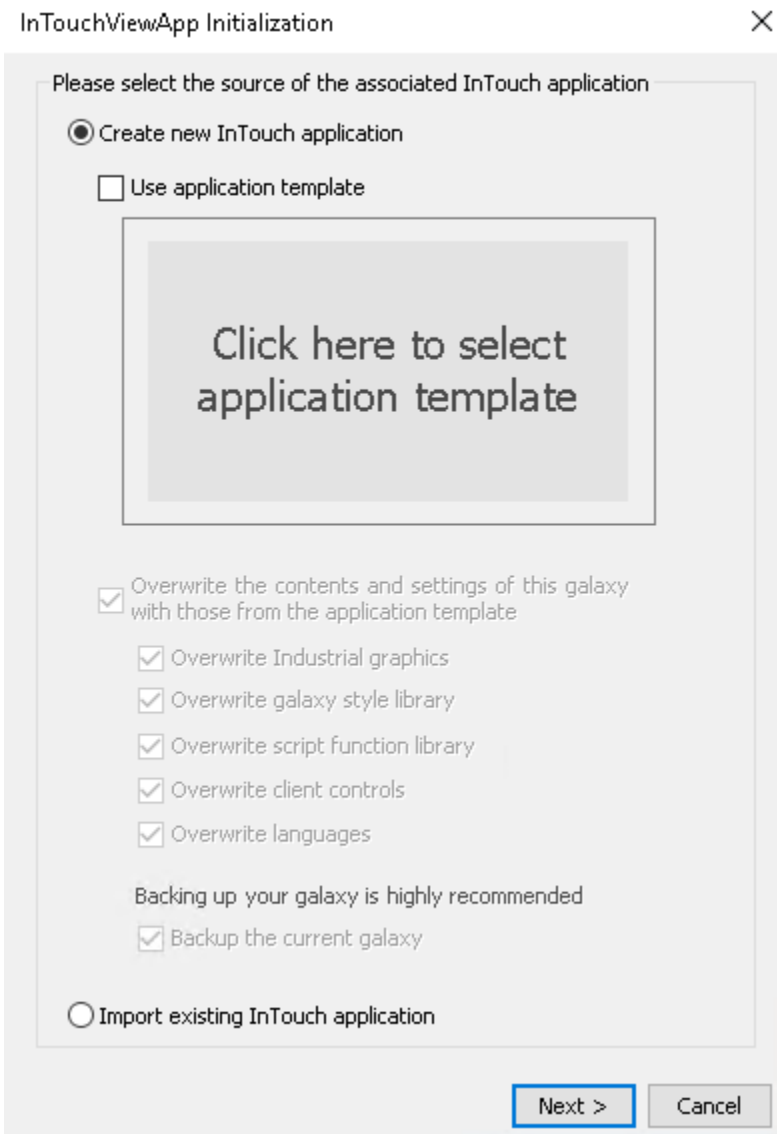 InTouchViewApp Initialization
Please select the source of the associated InTouch application
Create new InTouch application
Use application template
Click here to select
application template
Overwrite the contents and settings of this galaxy
with those from the application template
Overwrite Industrial graphics
Overwrite galaxy style library
Overwrite script function library
Overwrite client controls
Overwrite languages
Backing up your galaxy is highly recommended
Backup the current galaxy
Import existing InTouch application
Next >
Cancel